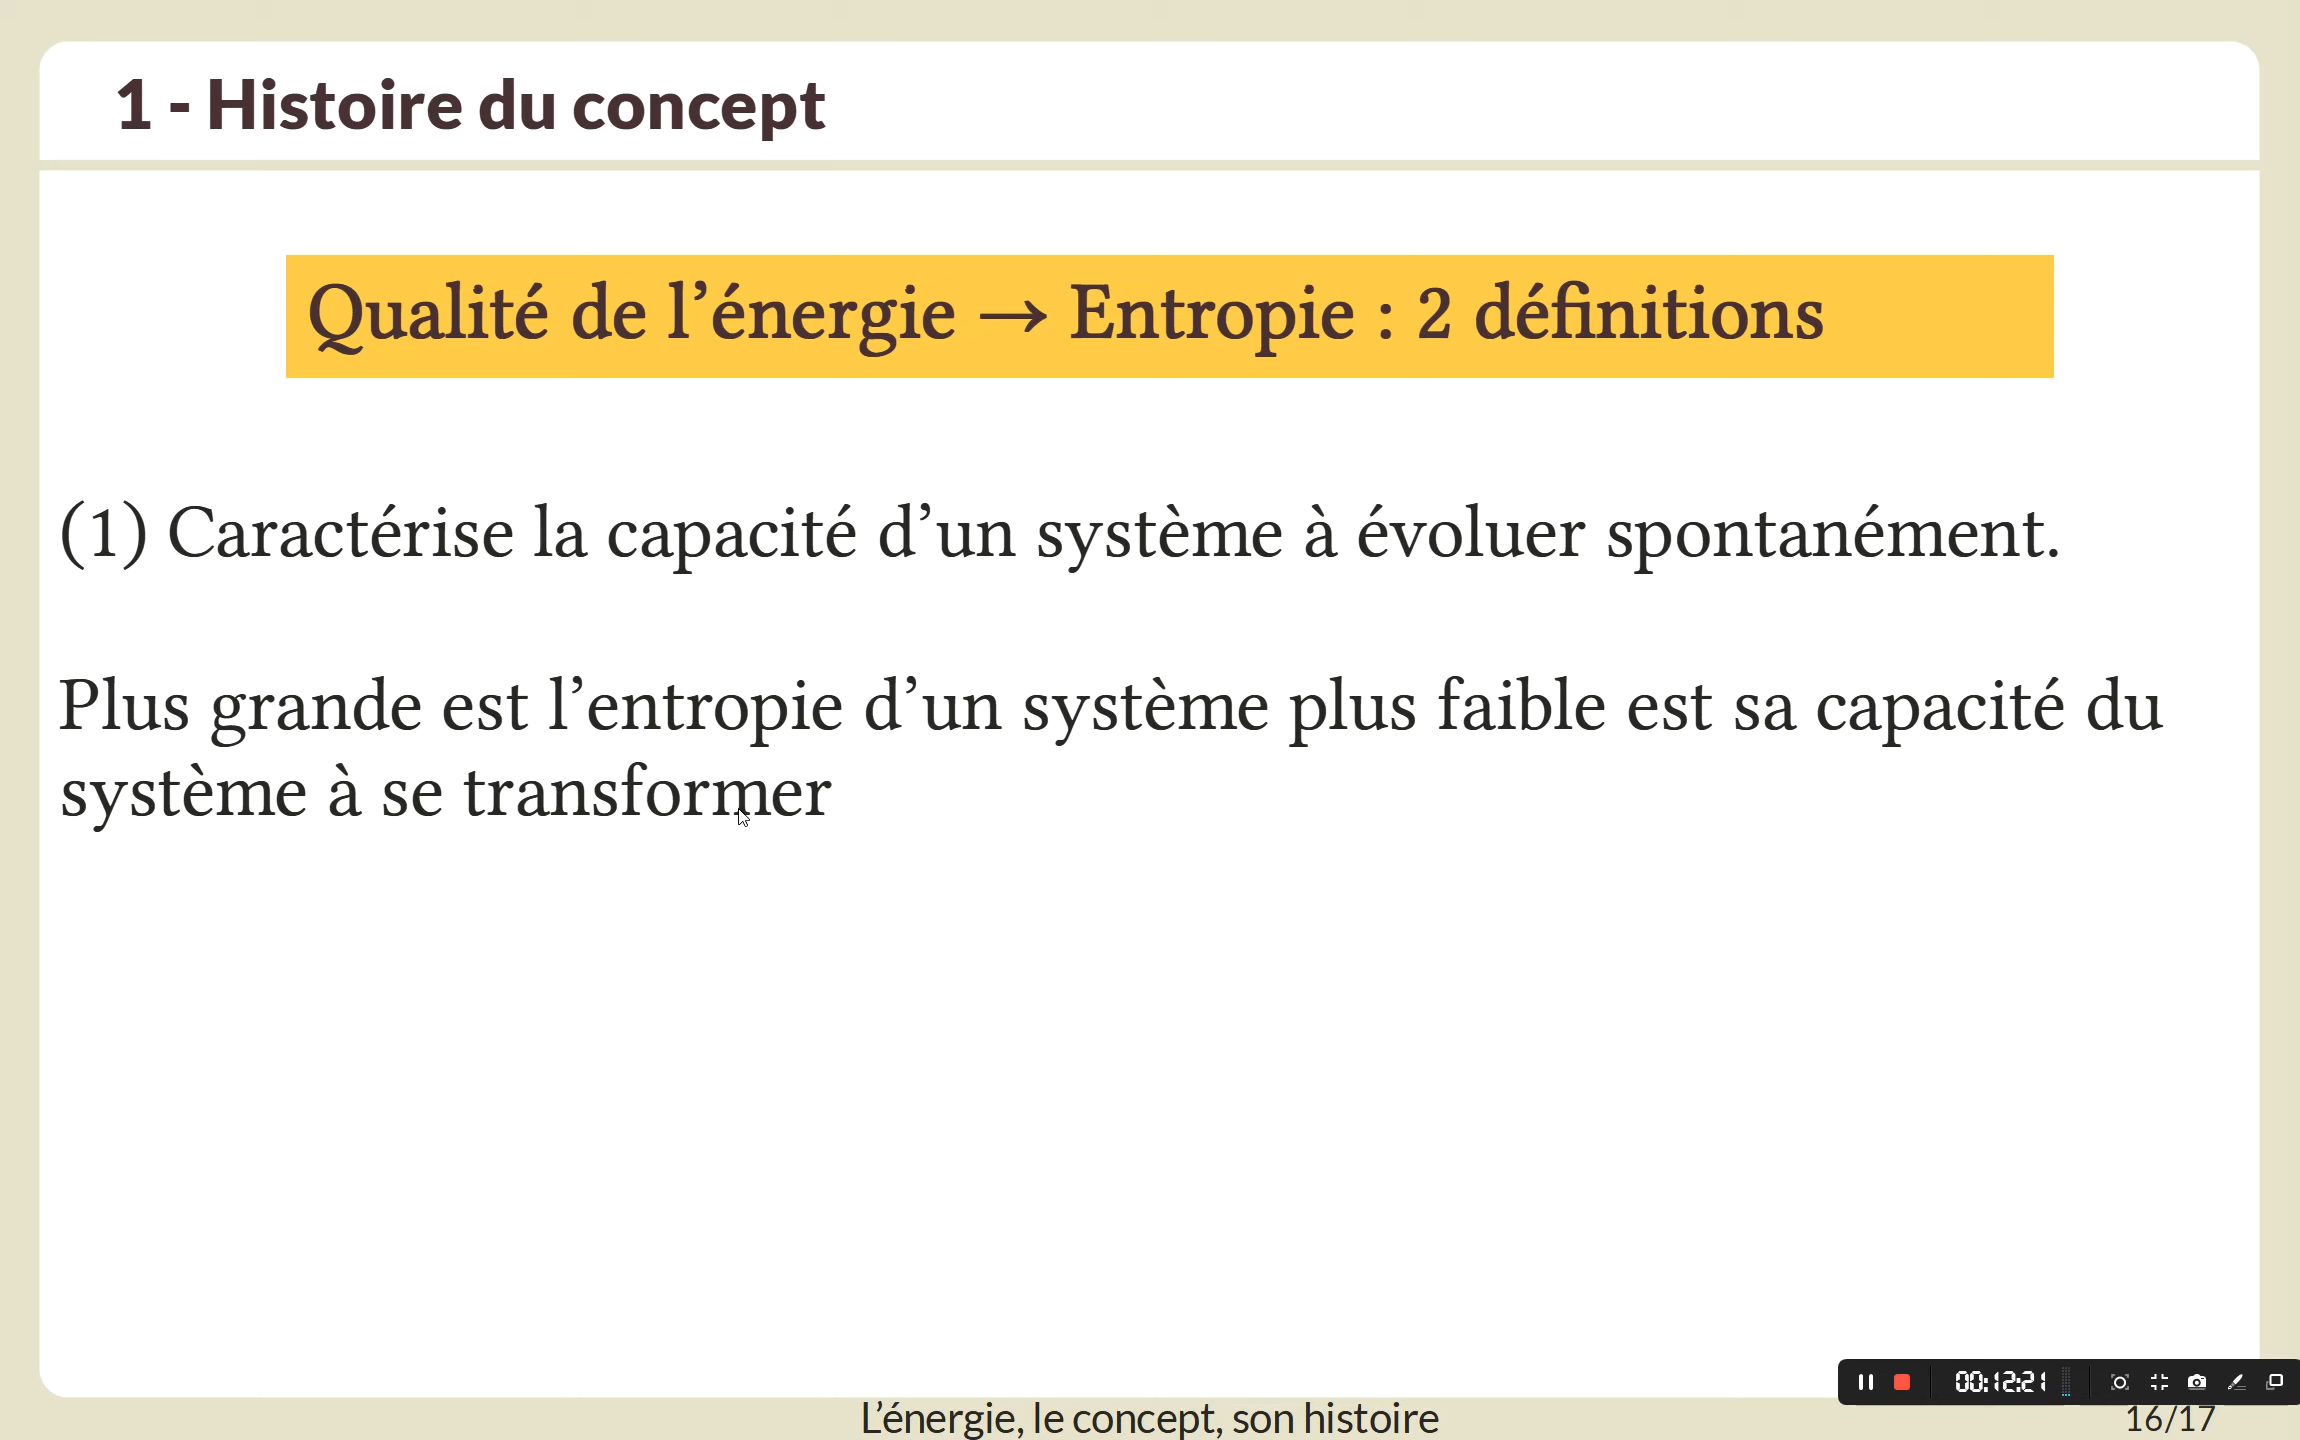 1 - Histoire du concept
Qualité de l’énergie → Entropie : 2 définitions
(1) Caractérise la capacité d’un système à évoluer spontanément.
Plus grande est l’entropie d’un système plus faible est sa capacité du
système à se transformer
00:12:21
L’énergie, le concept, son histoire
16/17